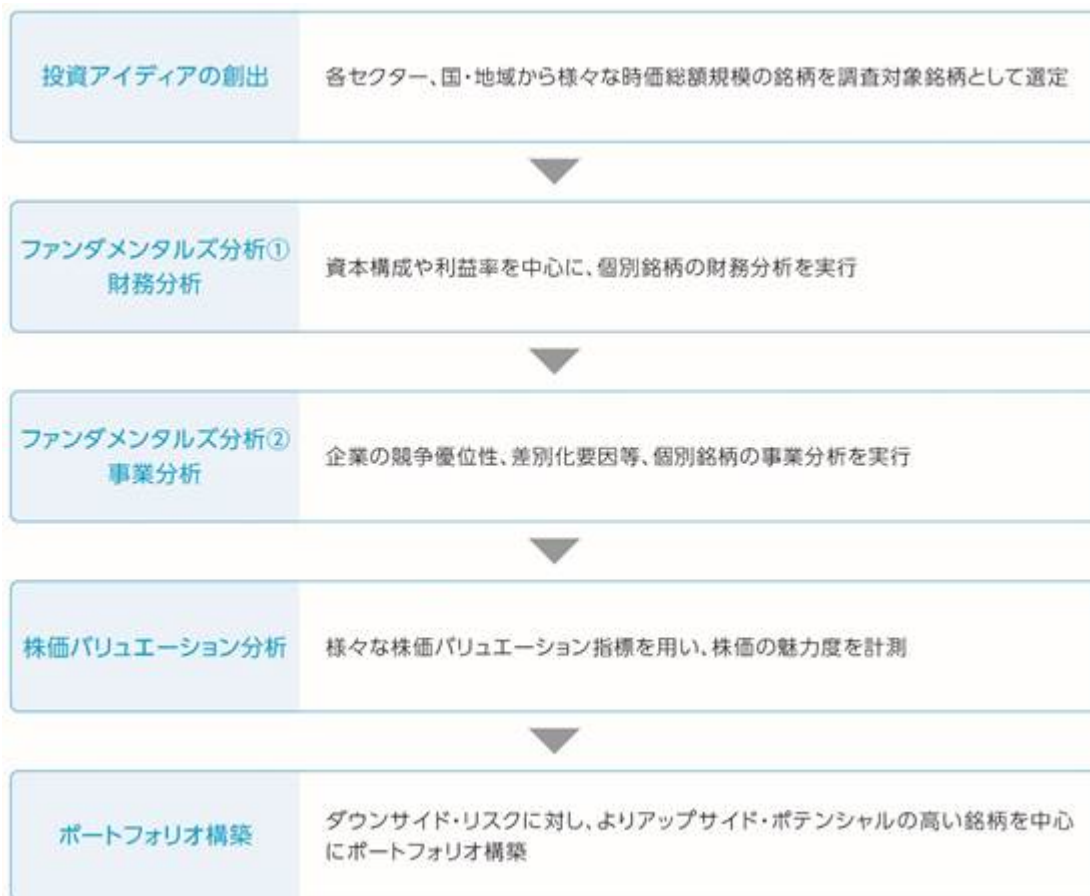 投資アイディアの創出
各セクター、国・地域から様々な時価総額規模の銘柄を調査対象銘柄として選定
ファンダメンタルズ分析①
財務分析
資本構成や利益率を中心に、個別銘柄の財務分析を実行
ファンダメンタルズ分析②
事業分析
企業の競争優位性、差別化要因等、個別銘柄の事業分析を実行
株価バリュエーション分析
様々な株価バリュエーション指標を用い、株価の魅力度を計測
ポートフォリオ構築
ダウンサイド・リスクに対し、よりアップサイド・ポテンシャルの高い銘柄を中心
にポートフォリオ構築